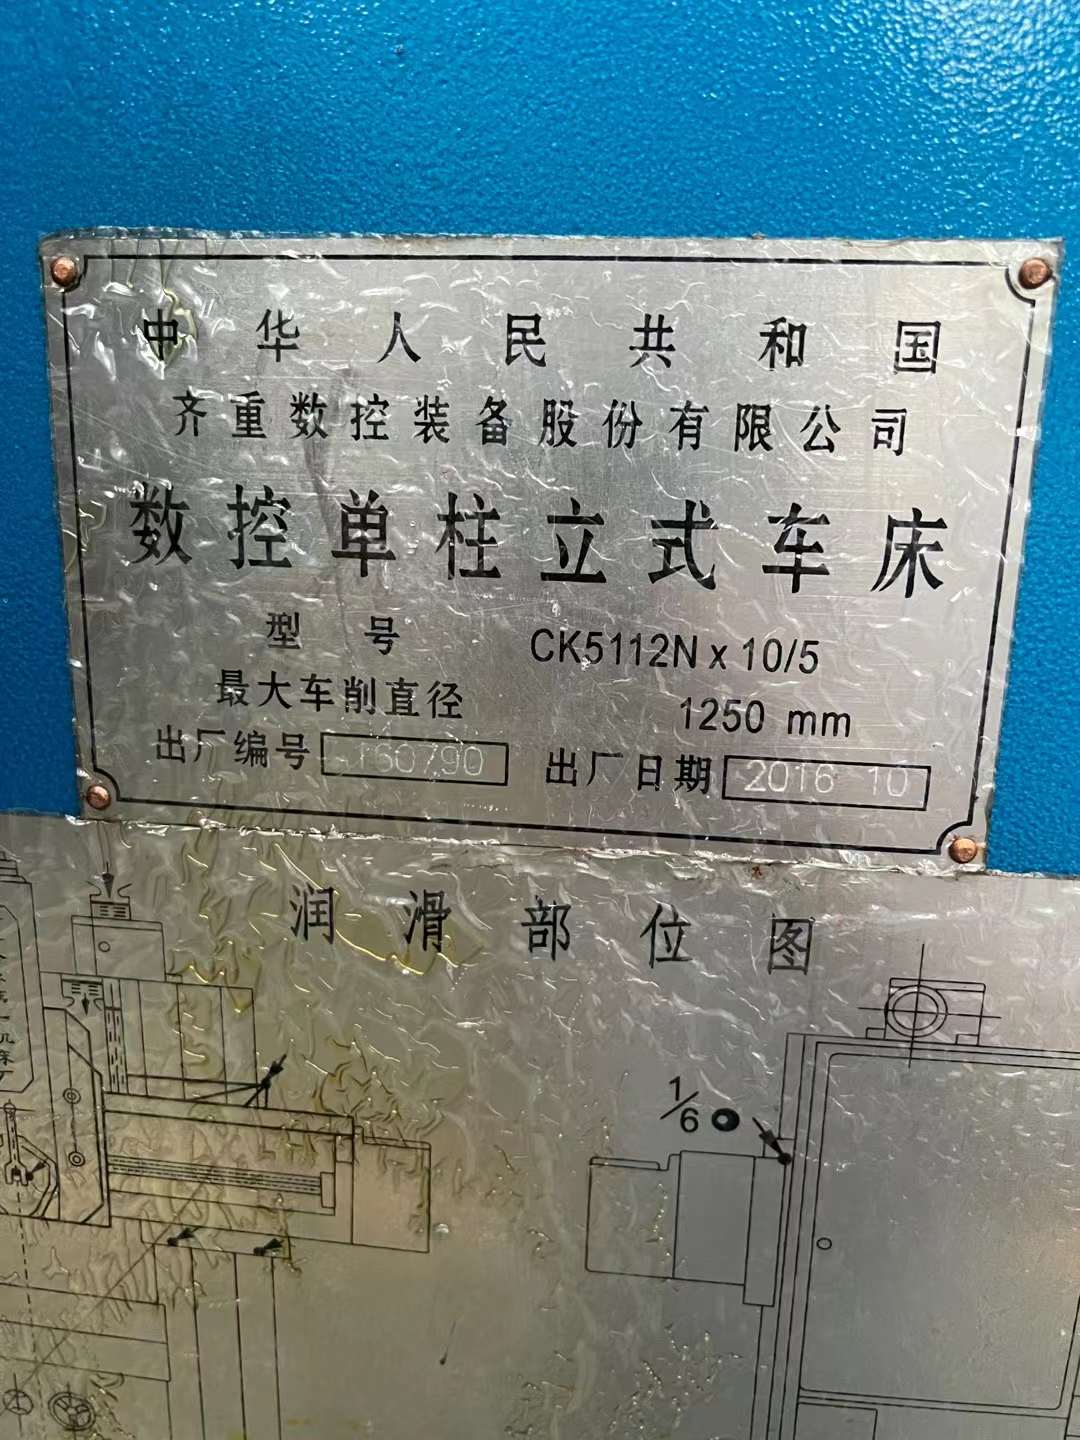 中华人民共和国
齐重数控装备股份有限公司
数控单柱立式车床
型号 CK5112N x 10/5
最大车削直径 1250 mm
出厂编号 160790 出厂日期 2016 10
润滑部位图
1/6